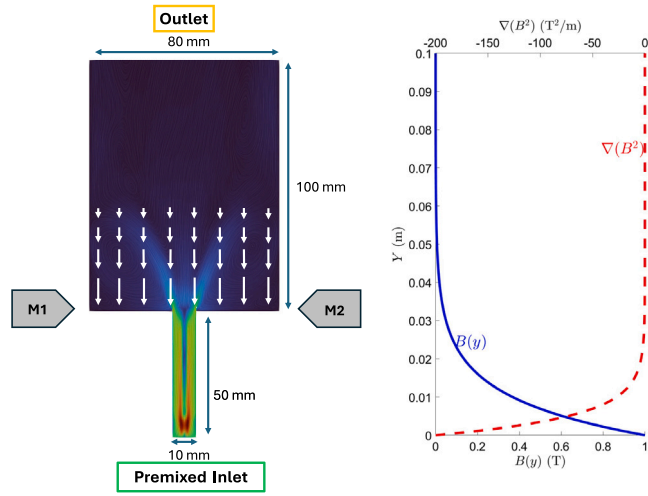 Outlet
80 mm
100 mm
M1
M2
50 mm
10 mm
Premixed Inlet
∇(B²) (T²/m)
-200 -150 -100 -50 0
0.1
0.09
0.08
0.07
0.06
0.05
0.04
0.03
0.02
0.01
0
Y (m)
∇(B²)
B(y)
0 0.2 0.4 0.6 0.8 1
B(y) (T)